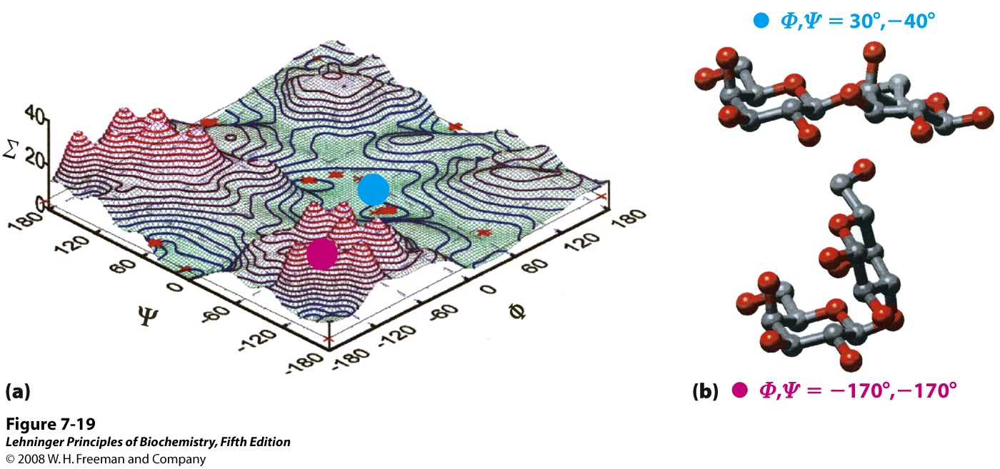 Φ,Ψ = 30°,−40°
40
20
0
Σ
180
120
60
0
-60
-120
-180
Ψ
-180
-120
-60
0
60
120
180
Φ
(a)
(b) Φ,Ψ = −170°,−170°
Figure 7-19
Lehninger Principles of Biochemistry, Fifth Edition
© 2008 W. H. Freeman and Company